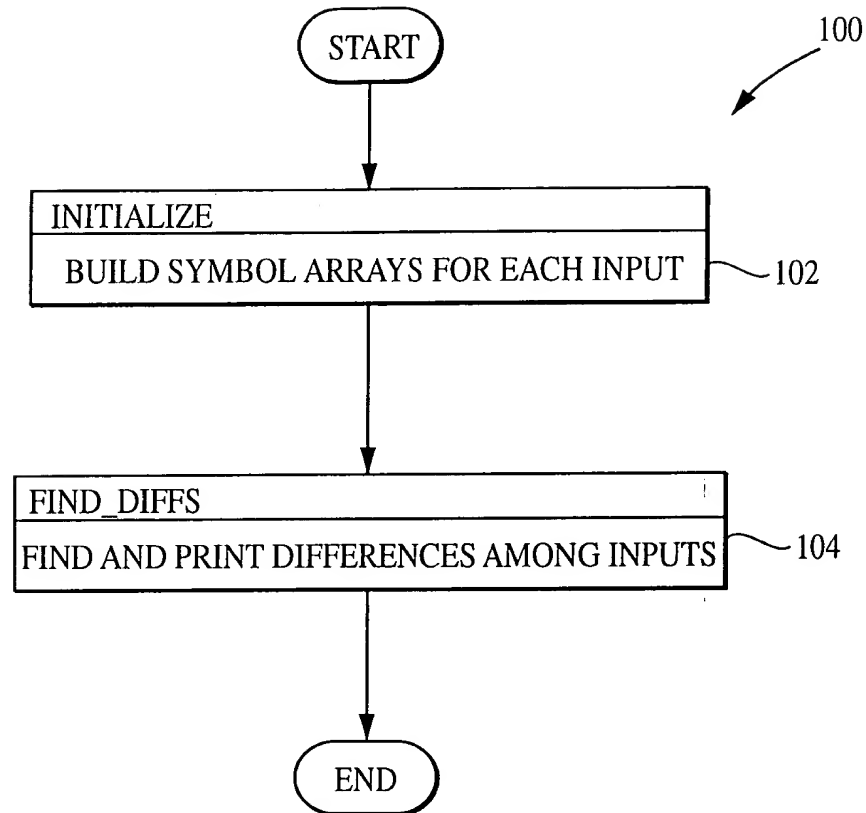 START
100
INITIALIZE
BUILD SYMBOL ARRAYS FOR EACH INPUT
102
FIND_DIFFS
FIND AND PRINT DIFFERENCES AMONG INPUTS
104
END